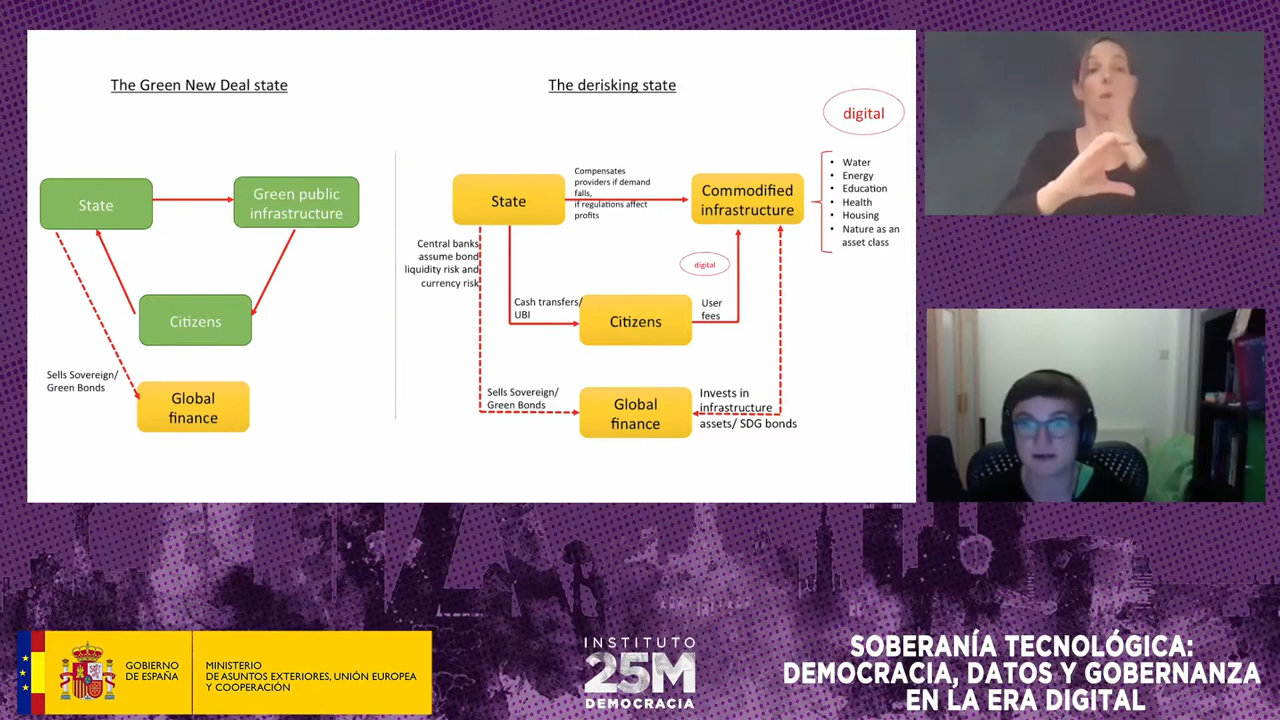 The Green New Deal state
State
Green public
infrastructure
Citizens
Sells Sovereign/
Green Bonds
Global
finance
The derisking state
digital
State
Compensates
providers if demand
falls,
if regulations affect
profits
Commodified
infrastructure
• Water
• Energy
• Education
• Health
• Housing
• Nature as an
asset class
Central banks
assume bond
liquidity risk and
currency risk
digital
Cash transfers/
UBI
Citizens
User
fees
Sells Sovereign/
Green Bonds
Global
finance
Invests in
infrastructure
assets/ SDG bonds
GOBIERNO
DE ESPAÑA
MINISTERIO
DE ASUNTOS EXTERIORES, UNIÓN EUROPEA
Y COOPERACIÓN
INSTITUTO
25M
DEMOCRACIA
SOBERANÍA TECNOLÓGICA:
DEMOCRACIA, DATOS Y GOBERNANZA
EN LA ERA DIGITAL